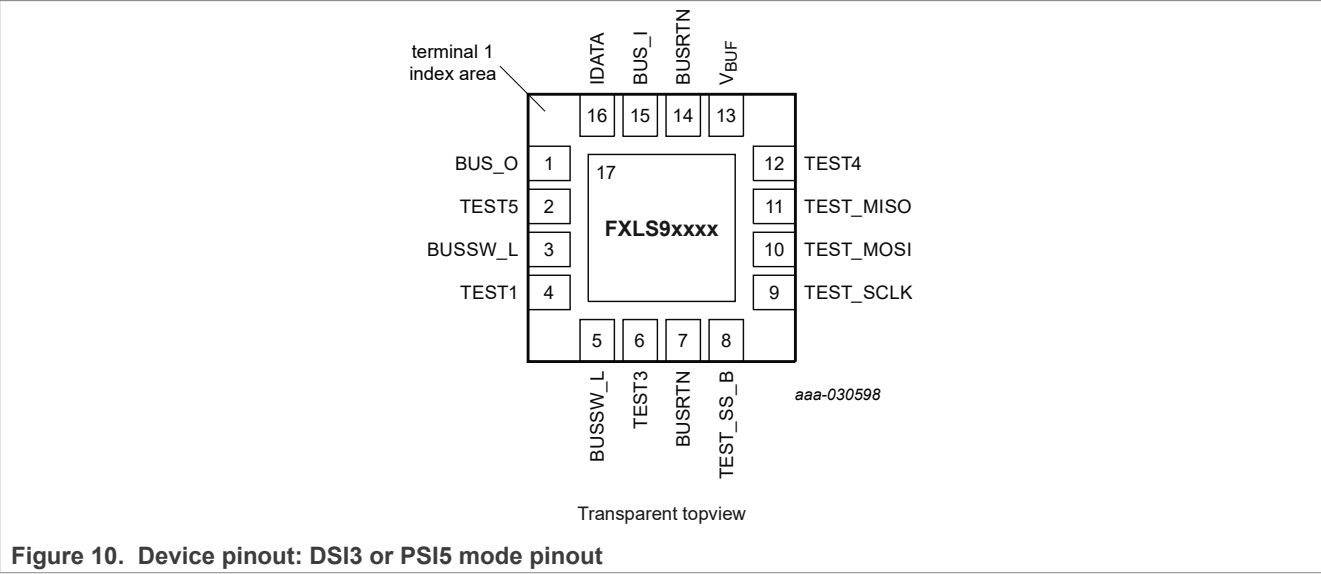 terminal 1
index area
IDATA
BUS_I
BUSRTN
VBUF
16
15
14
13
BUS_O
1
TEST5
2
BUSSW_L
3
TEST1
4
17
FXLS9xxxx
12
TEST4
11
TEST_MISO
10
TEST_MOSI
9
TEST_SCLK
5
6
7
8
BUSSW_L
TEST3
BUSRTN
TEST_SS_B
aaa-030598
Transparent topview
Figure 10. Device pinout: DSI3 or PSI5 mode pinout